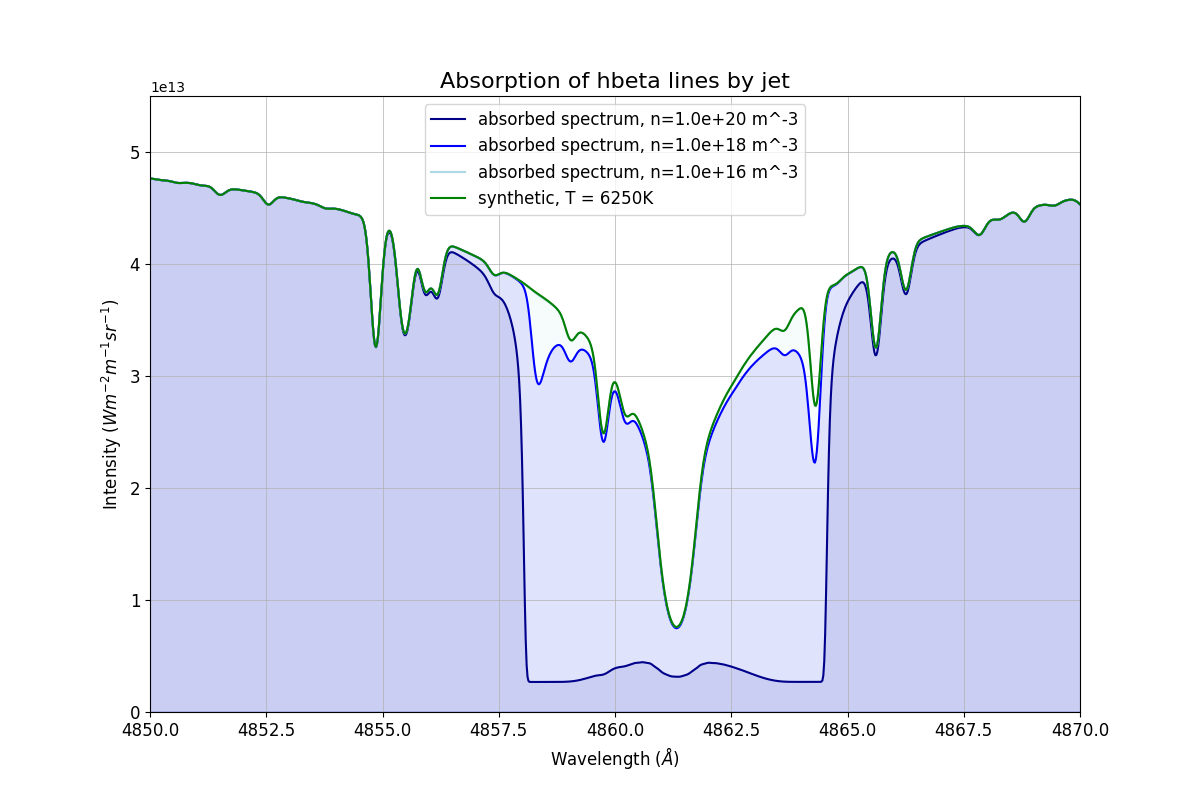 Absorption of hbeta lines by jet
1e13
absorbed spectrum, n=1.0e+20 m^-3
absorbed spectrum, n=1.0e+18 m^-3
absorbed spectrum, n=1.0e+16 m^-3
synthetic, T = 6250K
5
4
3
2
1
0
Intensity (Wm⁻²m⁻¹sr⁻¹)
4850.0 4852.5 4855.0 4857.5 4860.0 4862.5 4865.0 4867.5 4870.0
Wavelength (Å)